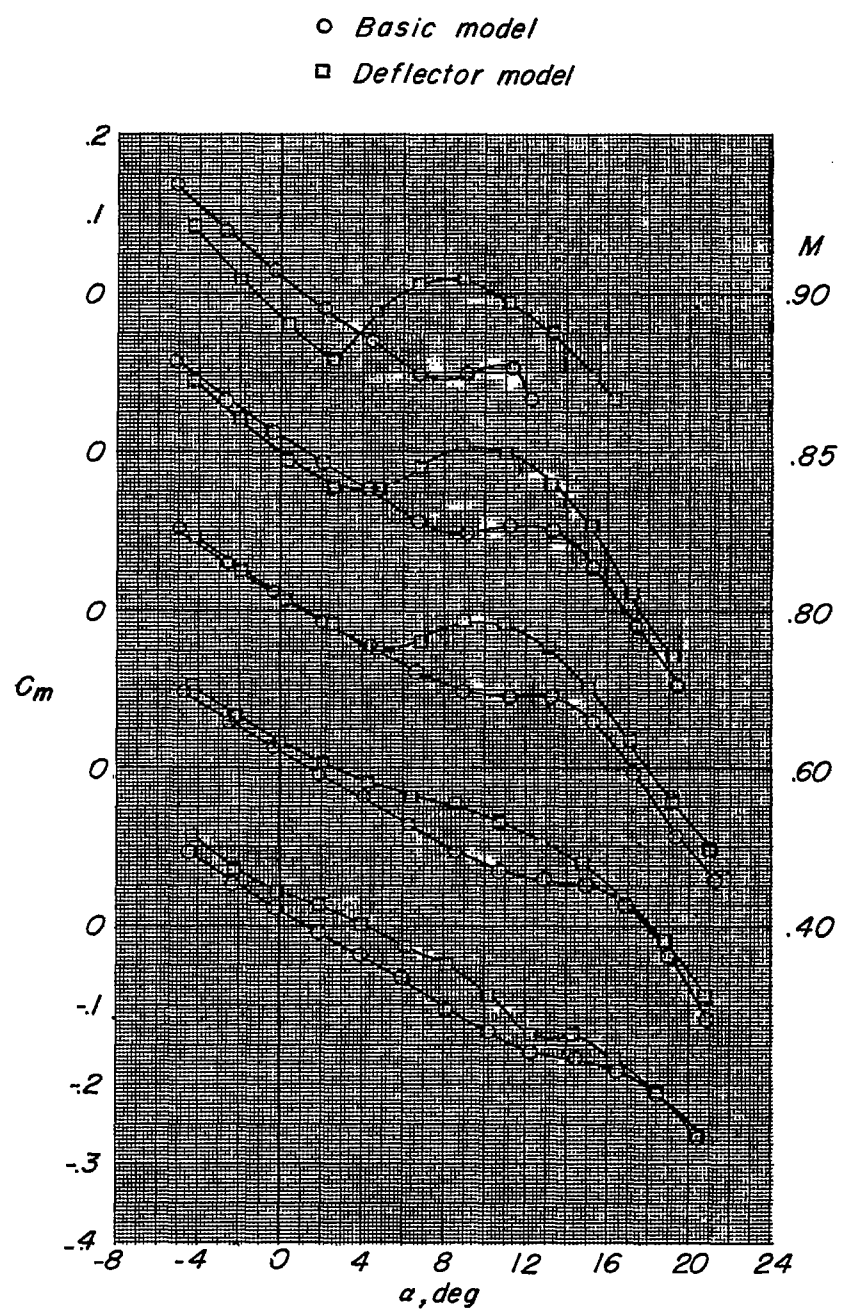 Basic model
Deflector model
.2
.1
M
0 .90
0 .85
0 .80
Cm
0 .60
0 .40
-.1
-.2
-.3
-.4
-8 -4 0 4 8 12 16 20 24
α, deg